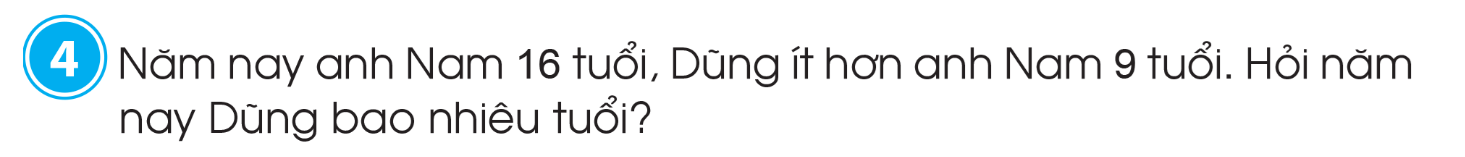 4 Năm nay anh Nam 16 tuổi, Dũng ít hơn anh Nam 9 tuổi. Hỏi năm
nay Dũng bao nhiêu tuổi?